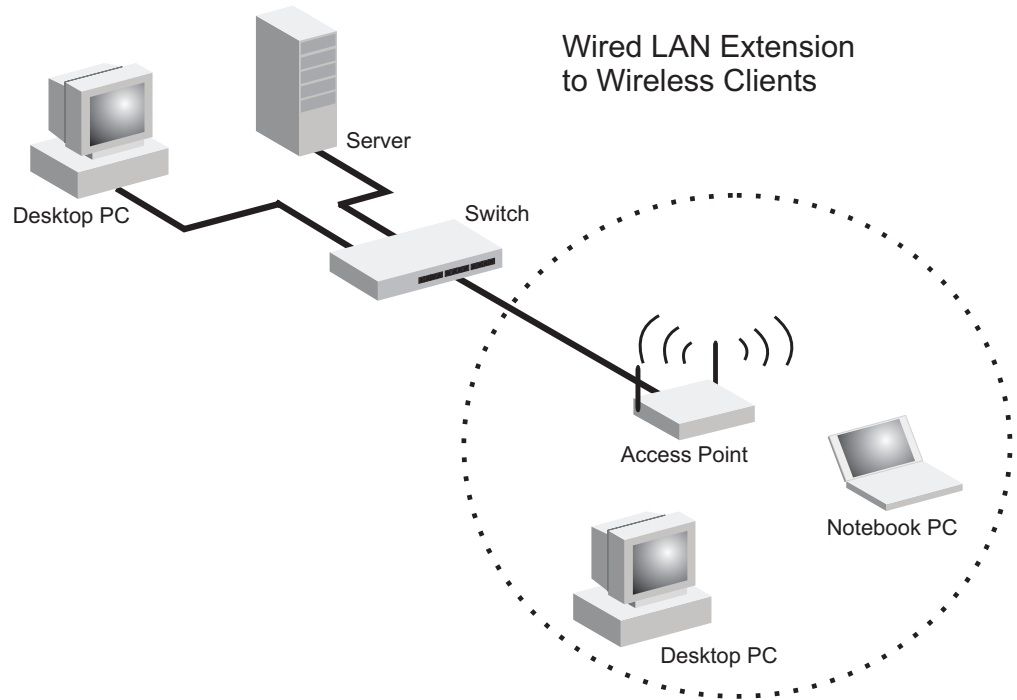 Wired LAN Extension
to Wireless Clients
Server
Desktop PC
Switch
Access Point
Notebook PC
Desktop PC